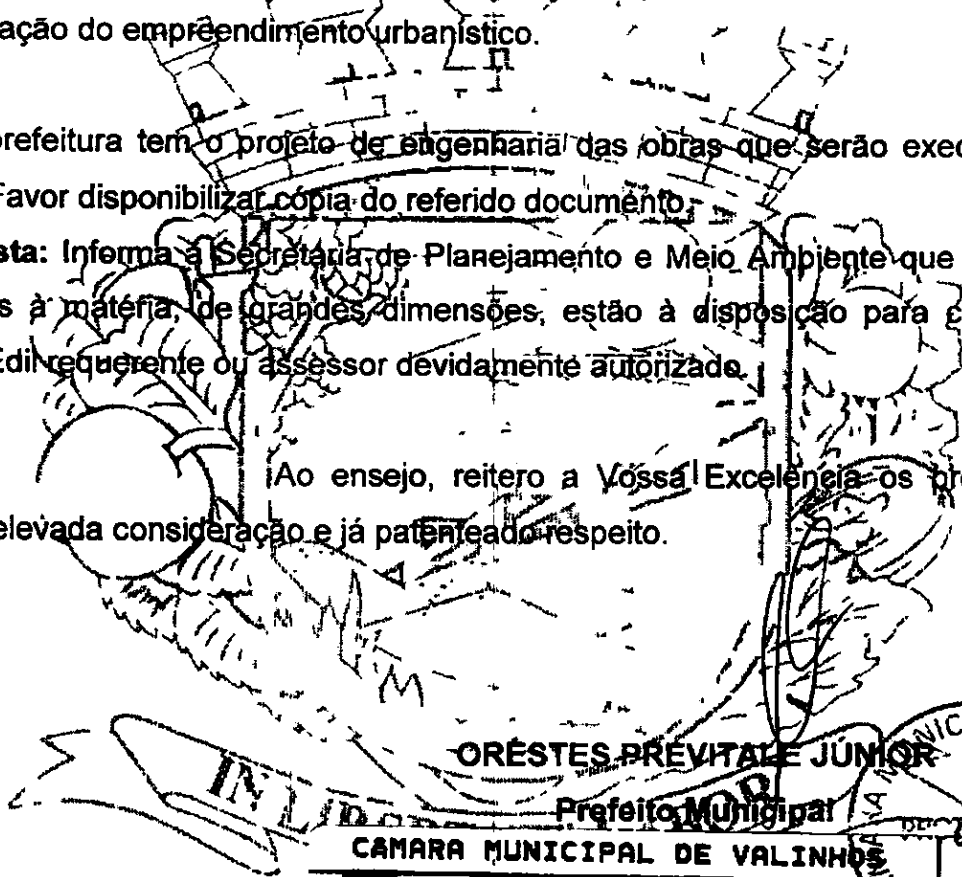 ação do empreendimento urbanístico.
prefeitura tem o projeto de engenharia das obras que serão exec
Favor disponibilizar cópia do referido documento.
sta: Informa a Secretaria de Planejamento e Meio Ambiente que
s à matéria, de grandes dimensões, estão à disposição para c
Edil requerente ou assessor devidamente autorizado.
Ao ensejo, reitero a Vossa Excelência os pr
elevada consideração e já patenteado respeito.
ORESTES PREVITALE JÚNIOR
IN
Prefeito Municipal
CAMARA MUNICIPAL DE VALINHOS